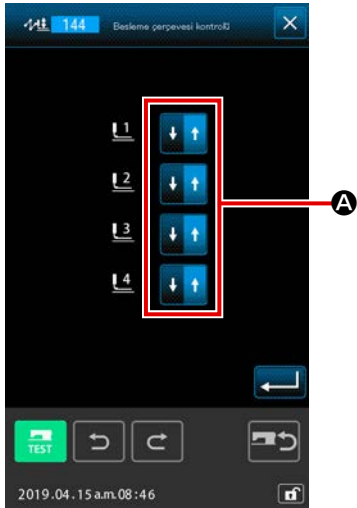 144 Besleme çerçevesi kontrolü
1
2
A
3
4
TEST
2019.04.15 a.m. 08:46